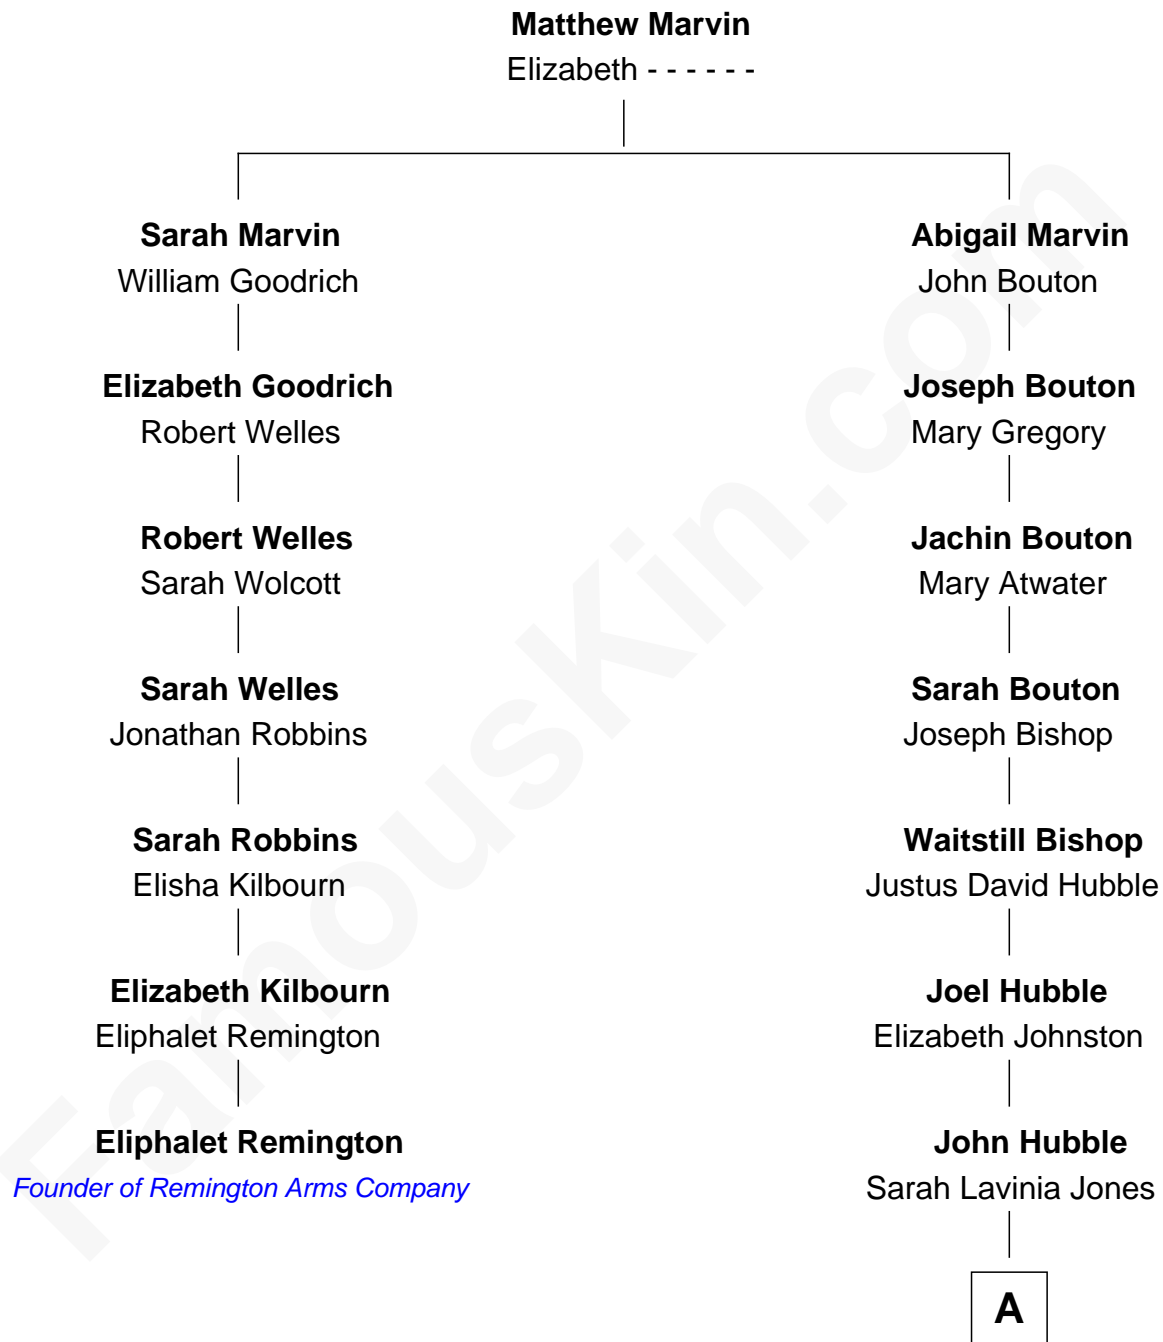 Matthew Marvin
Elizabeth - - - - - -
Sarah Marvin
William Goodrich
Abigail Marvin
John Bouton
Elizabeth Goodrich
Robert Welles
Joseph Bouton
Mary Gregory
Robert Welles
Sarah Wolcott
Jachin Bouton
Mary Atwater
Sarah Welles
Jonathan Robbins
Sarah Bouton
Joseph Bishop
Sarah Robbins
Elisha Kilbourn
Waitstill Bishop
Justus David Hubble
Elizabeth Kilbourn
Eliphalet Remington
Joel Hubble
Elizabeth Johnston
Eliphalet Remington
Founder of Remington Arms Company
John Hubble
Sarah Lavinia Jones
A
FamousKin.com